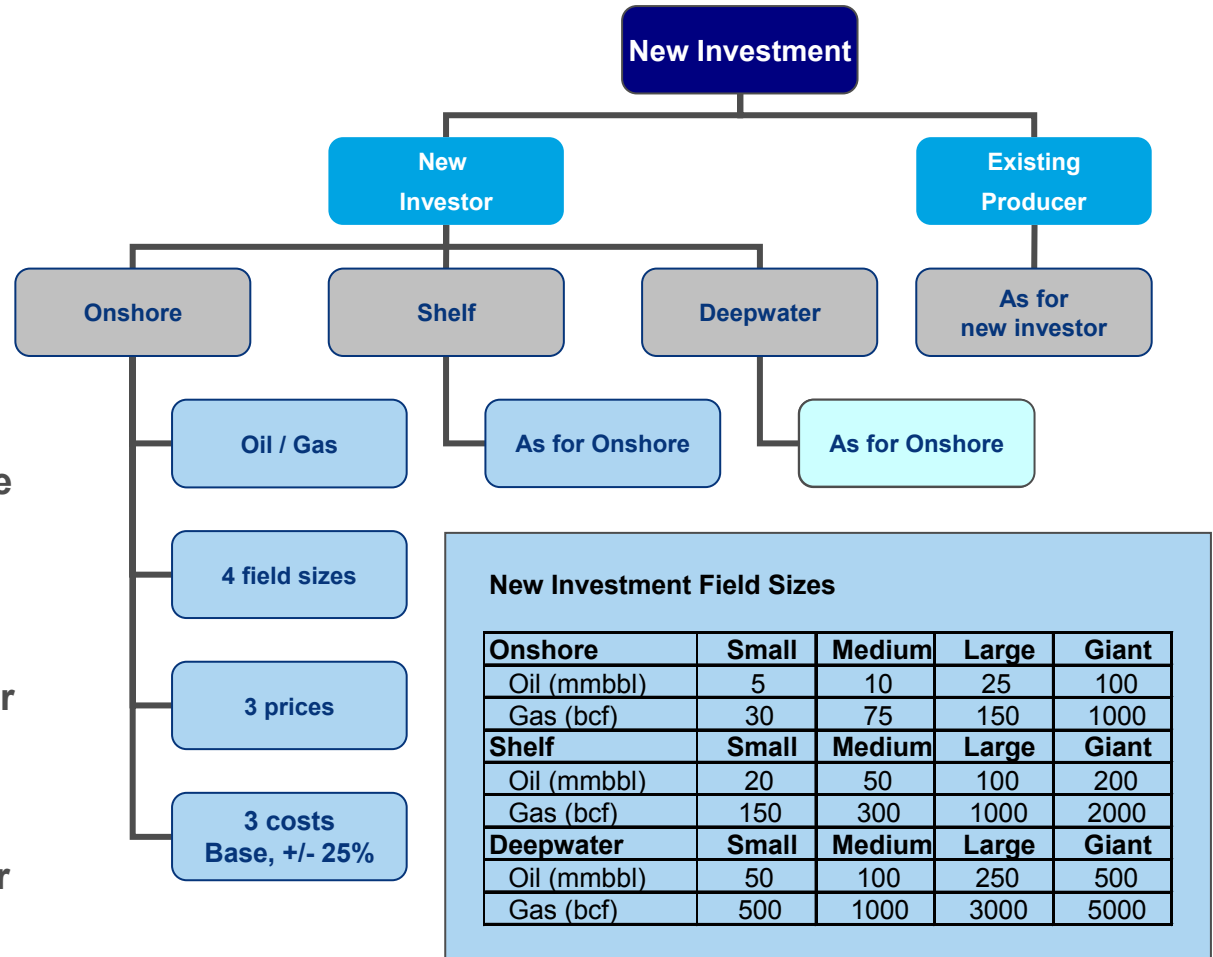 New Investment
New
Investor
Existing
Producer
Onshore
Shelf
Deepwater
As for
new investor
Oil / Gas
As for Onshore
As for Onshore
e
4 field sizes
r
3 prices
3 costs
Base, +/- 25%
r
New Investment Field Sizes
Onshore Small Medium Large Giant
Oil (mmbbl) 5 10 25 100
Gas (bcf) 30 75 150 1000
Shelf Small Medium Large Giant
Oil (mmbbl) 20 50 100 200
Gas (bcf) 150 300 1000 2000
Deepwater Small Medium Large Giant
Oil (mmbbl) 50 100 250 500
Gas (bcf) 500 1000 3000 5000